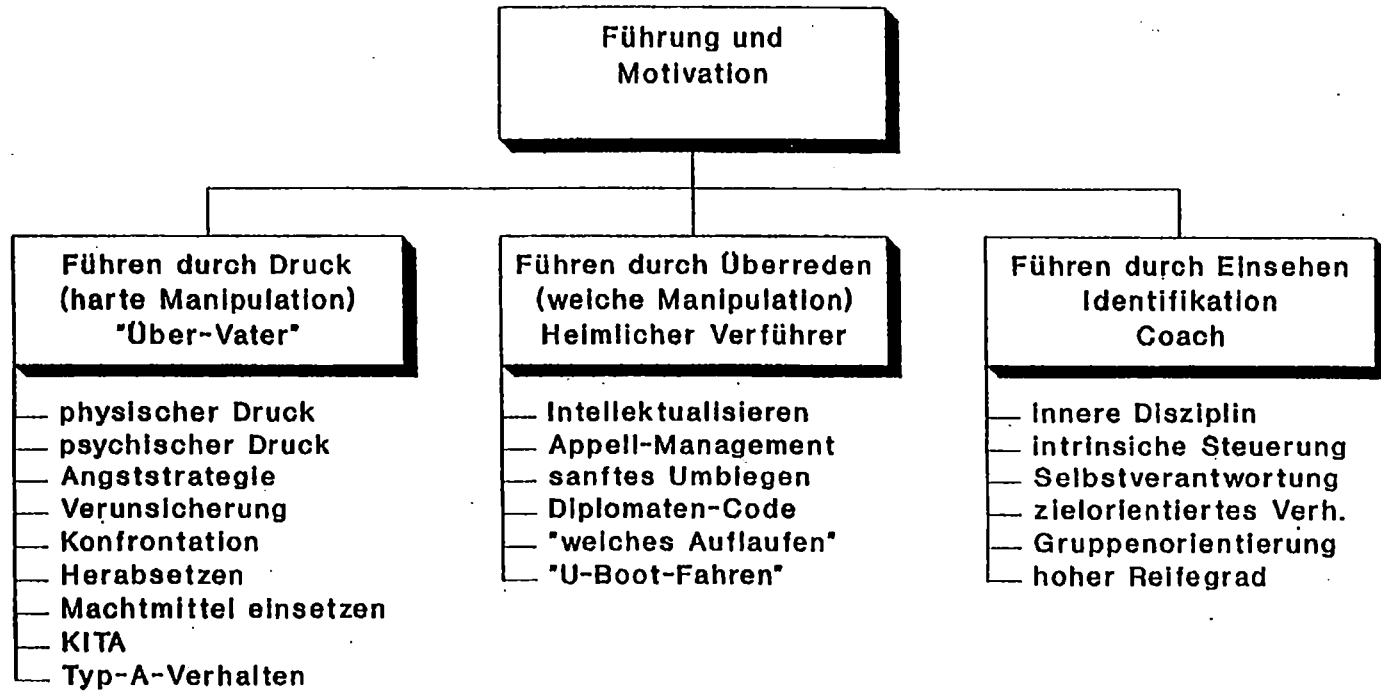 Führung und
Motivation
Führen durch Druck
(harte Manipulation)
"Über-Vater"
physischer Druck
psychischer Druck
Angststrategie
Verunsicherung
Konfrontation
Herabsetzen
Machtmittel einsetzen
KITA
Typ-A-Verhalten
Führen durch Überreden
(weiche Manipulation)
Heimlicher Verführer
Intellektualisieren
Appell-Management
sanftes Umbiegen
Diplomaten-Code
"weiches Auflaufen"
"U-Boot-Fahren"
Führen durch Einsehen
Identifikation
Coach
innere Disziplin
intrinsiche Steuerung
Selbstverantwortung
zielorientiertes Verh.
Gruppenorientierung
hoher Reifegrad